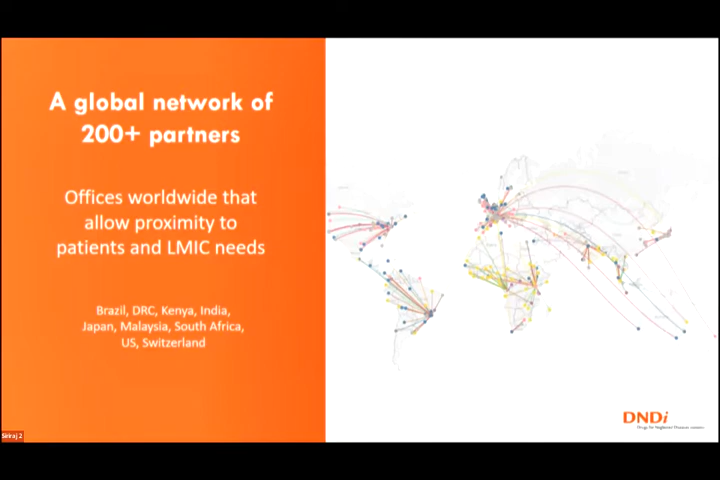 A global network of
200+ partners
Offices worldwide that
allow proximity to
patients and LMIC needs
Brazil, DRC, Kenya, India,
Japan, Malaysia, South Africa,
US, Switzerland
DNDi
Drugs for Neglected Diseases initiative
Siriraj 2